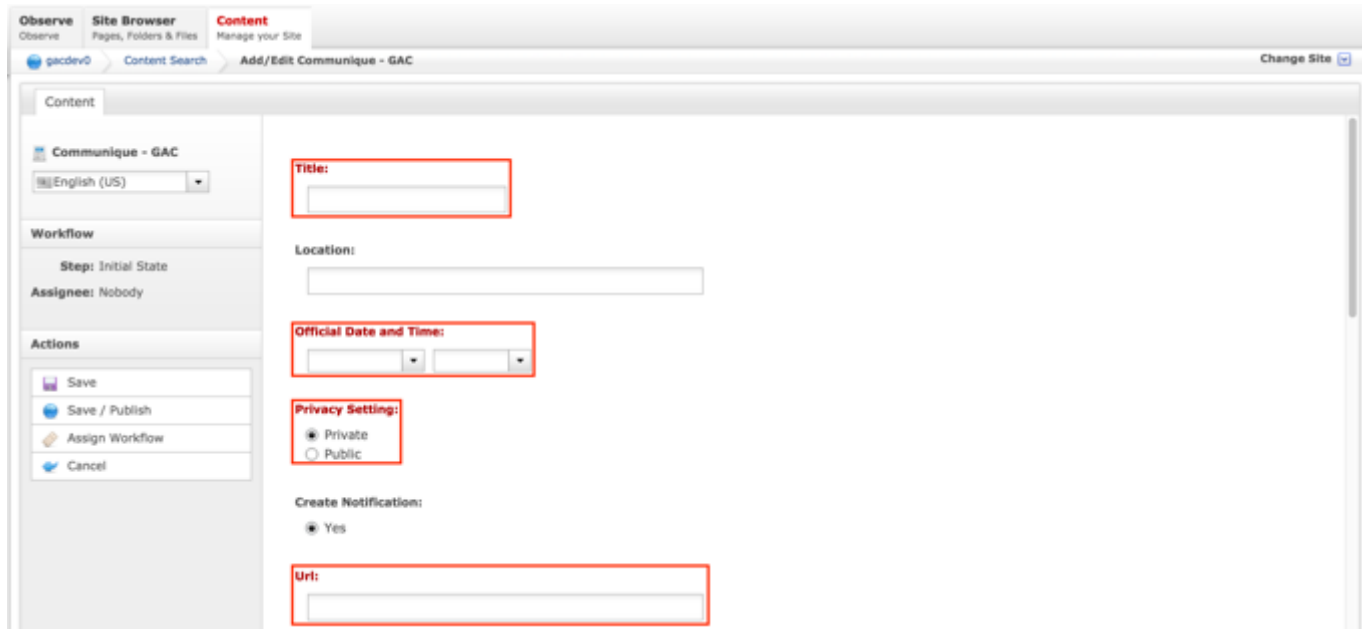 Observe Site Browser Content
Observe Pages, Folders & Files Manage your Site
gacdev0 Content Search Add/Edit Communique - GAC Change Site
Content
Communique - GAC
English (US)
Workflow
Step: Initial State
Assignee: Nobody
Actions
Save
Save / Publish
Assign Workflow
Cancel
Title:
Location:
Official Date and Time:
Privacy Setting:
Private
Public
Create Notification:
Yes
Url: